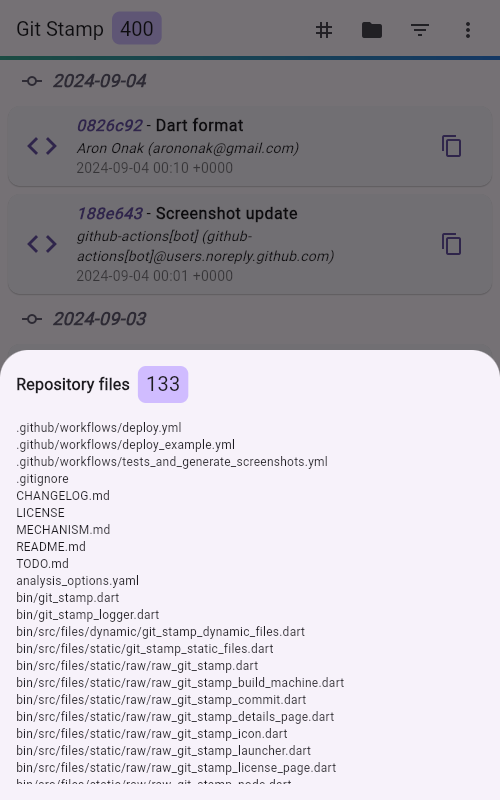 Git Stamp 400
2024-09-04
0826c92 - Dart format
Aron Onak (arononak@gmail.com)
2024-09-04 00:10 +0000
188e643 - Screenshot update
github-actions[bot] (github-
actions[bot]@users.noreply.github.com)
2024-09-04 00:01 +0000
2024-09-03
Repository files 133
.github/workflows/deploy.yml
.github/workflows/deploy_example.yml
.github/workflows/tests_and_generate_screenshots.yml
.gitignore
CHANGELOG.md
LICENSE
MECHANISM.md
README.md
TODO.md
analysis_options.yaml
bin/git_stamp.dart
bin/git_stamp_logger.dart
bin/src/files/dynamic/git_stamp_dynamic_files.dart
bin/src/files/static/git_stamp_static_files.dart
bin/src/files/static/raw/raw_git_stamp.dart
bin/src/files/static/raw/raw_git_stamp_build_machine.dart
bin/src/files/static/raw/raw_git_stamp_commit.dart
bin/src/files/static/raw/raw_git_stamp_details_page.dart
bin/src/files/static/raw/raw_git_stamp_icon.dart
bin/src/files/static/raw/raw_git_stamp_launcher.dart
bin/src/files/static/raw/raw_git_stamp_license_page.dart
bin/src/files/static/raw/raw_git_stamp_node.dart